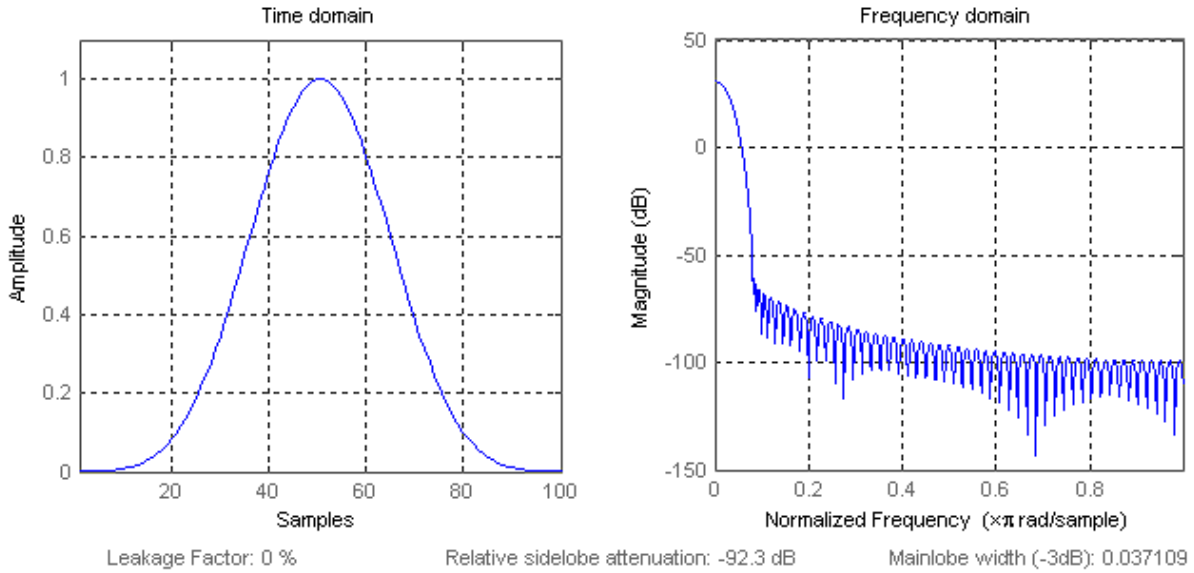 Time domain
Amplitude
1
0.8
0.6
0.4
0.2
0
20 40 60 80 100
Samples
Frequency domain
Magnitude (dB)
50
0
-50
-100
-150
0 0.2 0.4 0.6 0.8
Normalized Frequency (×π rad/sample)
Leakage Factor: 0 % Relative sidelobe attenuation: -92.3 dB Mainlobe width (-3dB): 0.037109